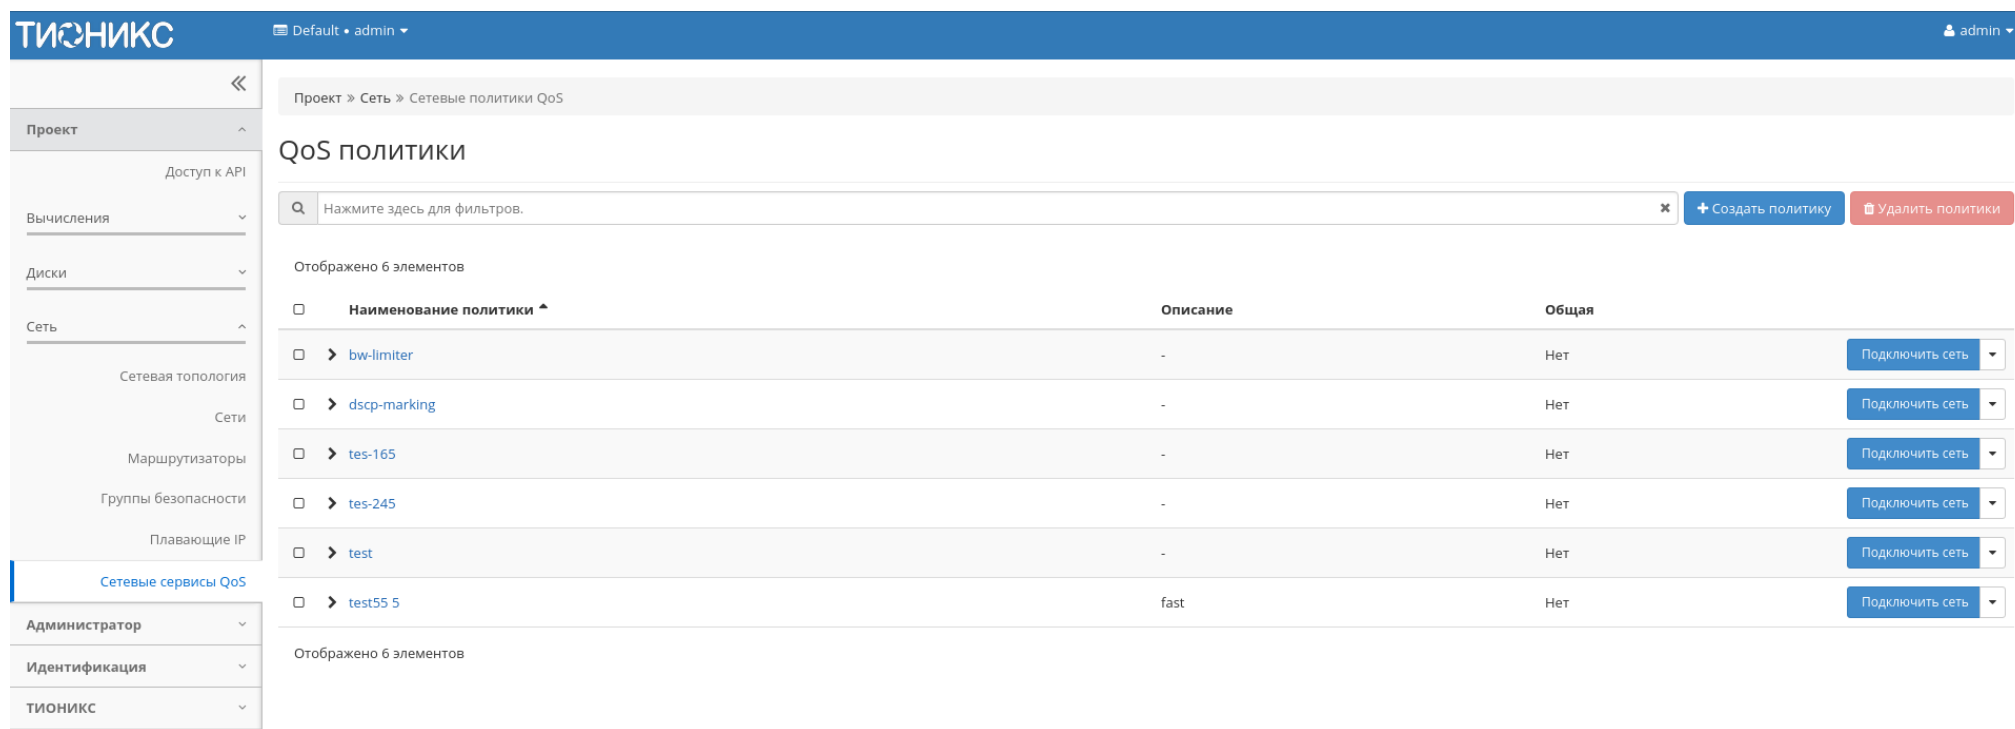 ТИОНИКС
Default • admin
admin
Проект » Сеть » Сетевые политики QoS
Проект
Доступ к API
Вычисления
Диски
Сеть
Сетевая топология
Сети
Маршрутизаторы
Группы безопасности
Плавающие IP
Сетевые сервисы QoS
Администратор
Идентификация
ТИОНИКС
QoS политики
Нажмите здесь для фильтров.
Создать политику
Удалить политики
Отображено 6 элементов
Наименование политики Описание Общая
bw-limiter - Нет Подключить сеть
dscp-marking - Нет Подключить сеть
tes-165 - Нет Подключить сеть
tes-245 - Нет Подключить сеть
test - Нет Подключить сеть
test55 5 fast Нет Подключить сеть
Отображено 6 элементов